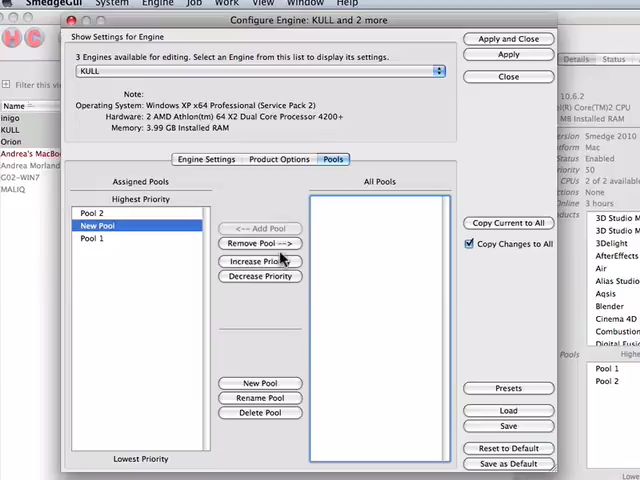 SmedgeGui System Engine Job Work View Window Help
Configure Engine: KULL and 2 more
Show Settings for Engine
3 Engines available for editing. Select an Engine from this list to display its settings.
KULL
Note:
Operating System: Windows XP x64 Professional (Service Pack 2)
Hardware: 2 AMD Athlon(tm) 64 X2 Dual Core Processor 4200+
Memory: 3.99 GB Installed RAM
Apply and Close
Apply
Close
Engine Settings Product Options Pools
Assigned Pools
Highest Priority
Pool 2
New Pool
Pool 1
Lowest Priority
<-- Add Pool
Remove Pool -->
Increase
Decrease Priority
New Pool
Rename Pool
Delete Pool
All Pools
Copy Current to All
Copy Changes to All
Presets
Load
Save
Reset to Default
Save as Default
Filter this
Name
inigo
KULL
Orion
Andrea's
Andrea Morland
G02-WIN7
MALIQ
Details Status
10.6.2
Core(TM)2 CPU
MB Installed RAM
Version Smedge 2010
Status Started
State Enabled
Priority 50
CPUs 2 of 2
Online 3 hours
3D Studio
3D Studio
3Delight
AfterEffects
Air
Alias Studio
Aqsis
Blender
Cinema 4D
Combustion
Digital
Pools
Pool 1
Pool 2